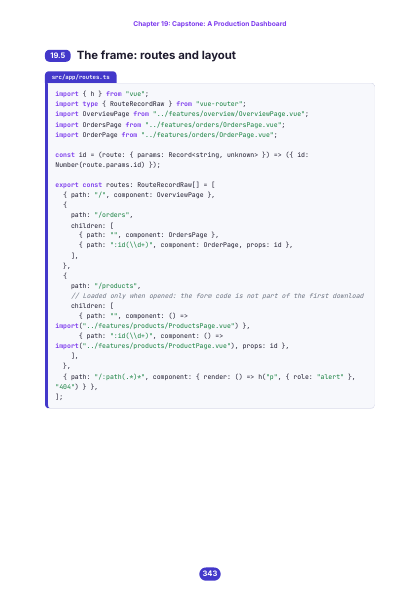 Chapter 19: Capstone: A Production Dashboard
19.5 The frame: routes and layout
src/app/routes.ts
import { h } from "vue";
import type { RouteRecordRaw } from "vue-router";
import OverviewPage from "../features/overview/OverviewPage.vue";
import OrdersPage from "../features/orders/OrdersPage.vue";
import OrderPage from "../features/orders/OrderPage.vue";
const id = (route: { params: Record<string, unknown> }) => ({ id:
Number(route.params.id) });
export const routes: RouteRecordRaw[] = [
  { path: "/", component: OverviewPage },
  {
    path: "/orders",
    children: [
      { path: "", component: OrdersPage },
      { path: ":id(\\d+)", component: OrderPage, props: id },
    ],
  },
  {
    path: "/products",
    // Loaded only when opened: the form code is not part of the first download
    children: [
      { path: "", component: () =>
import("../features/products/ProductsPage.vue") },
      { path: ":id(\\d+)", component: () =>
import("../features/products/ProductPage.vue"), props: id },
    ],
  },
  { path: "/:path(.*)*", component: { render: () => h("p", { role: "alert" },
"404") } },
];
343